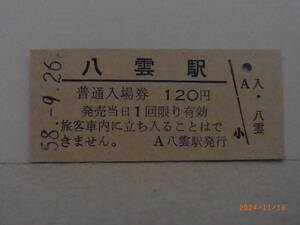 58.-9.26
八雲駅
普通入場券 120円
発売当日1回限り有効
旅客車内に立ち入ることはで
きません。 A八雲駅発行
A
小
入・八雲
2024-11-18